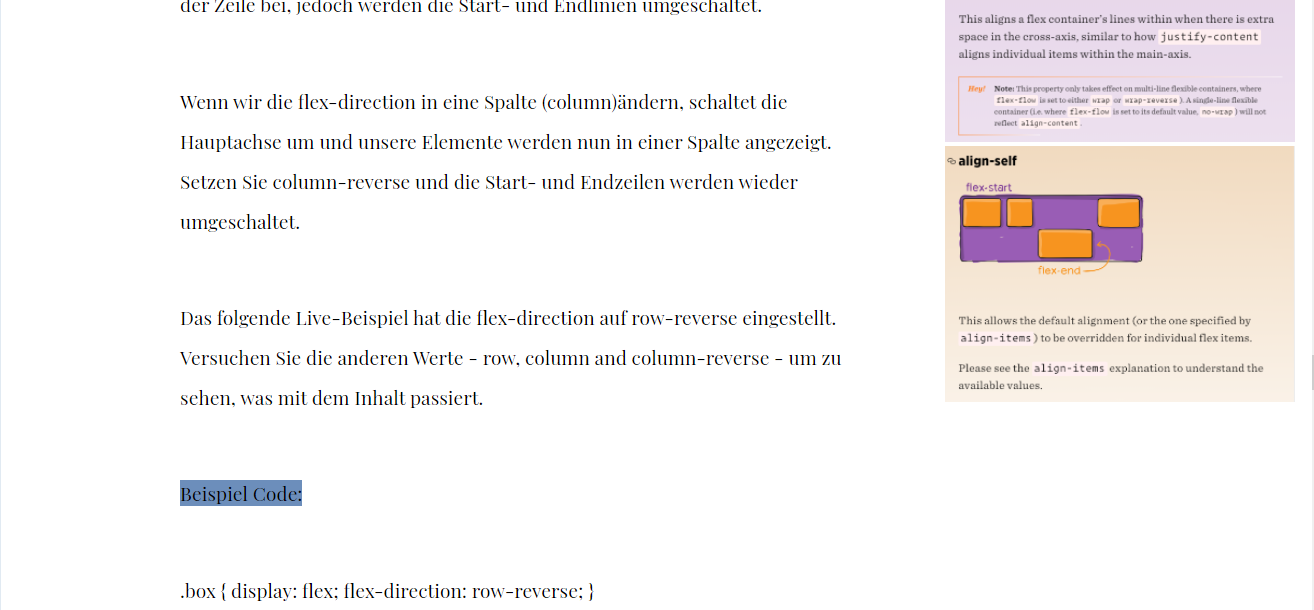 der Zeile bei, jedoch werden die Start- und Endlinien umgeschaltet.
Wenn wir die flex-direction in eine Spalte (column)ändern, schaltet die
Hauptachse um und unsere Elemente werden nun in einer Spalte angezeigt.
Setzen Sie column-reverse und die Start- und Endzeilen werden wieder
umgeschaltet.
Das folgende Live-Beispiel hat die flex-direction auf row-reverse eingestellt.
Versuchen Sie die anderen Werte - row, column and column-reverse - um zu
sehen, was mit dem Inhalt passiert.
Beispiel Code:
.box { display: flex; flex-direction: row-reverse; }
This aligns a flex container's lines within when there is extra
space in the cross-axis, similar to how justify-content
aligns individual items within the main-axis.
Hey! Note: This property only takes effect on multi-line flexible containers, where
flex-flow is set to either wrap or wrap-reverse ). A single-line flexible
container (i.e. where flex-flow is set to its default value, no-wrap ) will not
reflect align-content .
align-self
flex-start
flex-end
This allows the default alignment (or the one specified by
align-items ) to be overridden for individual flex items.
Please see the align-items explanation to understand the
available values.